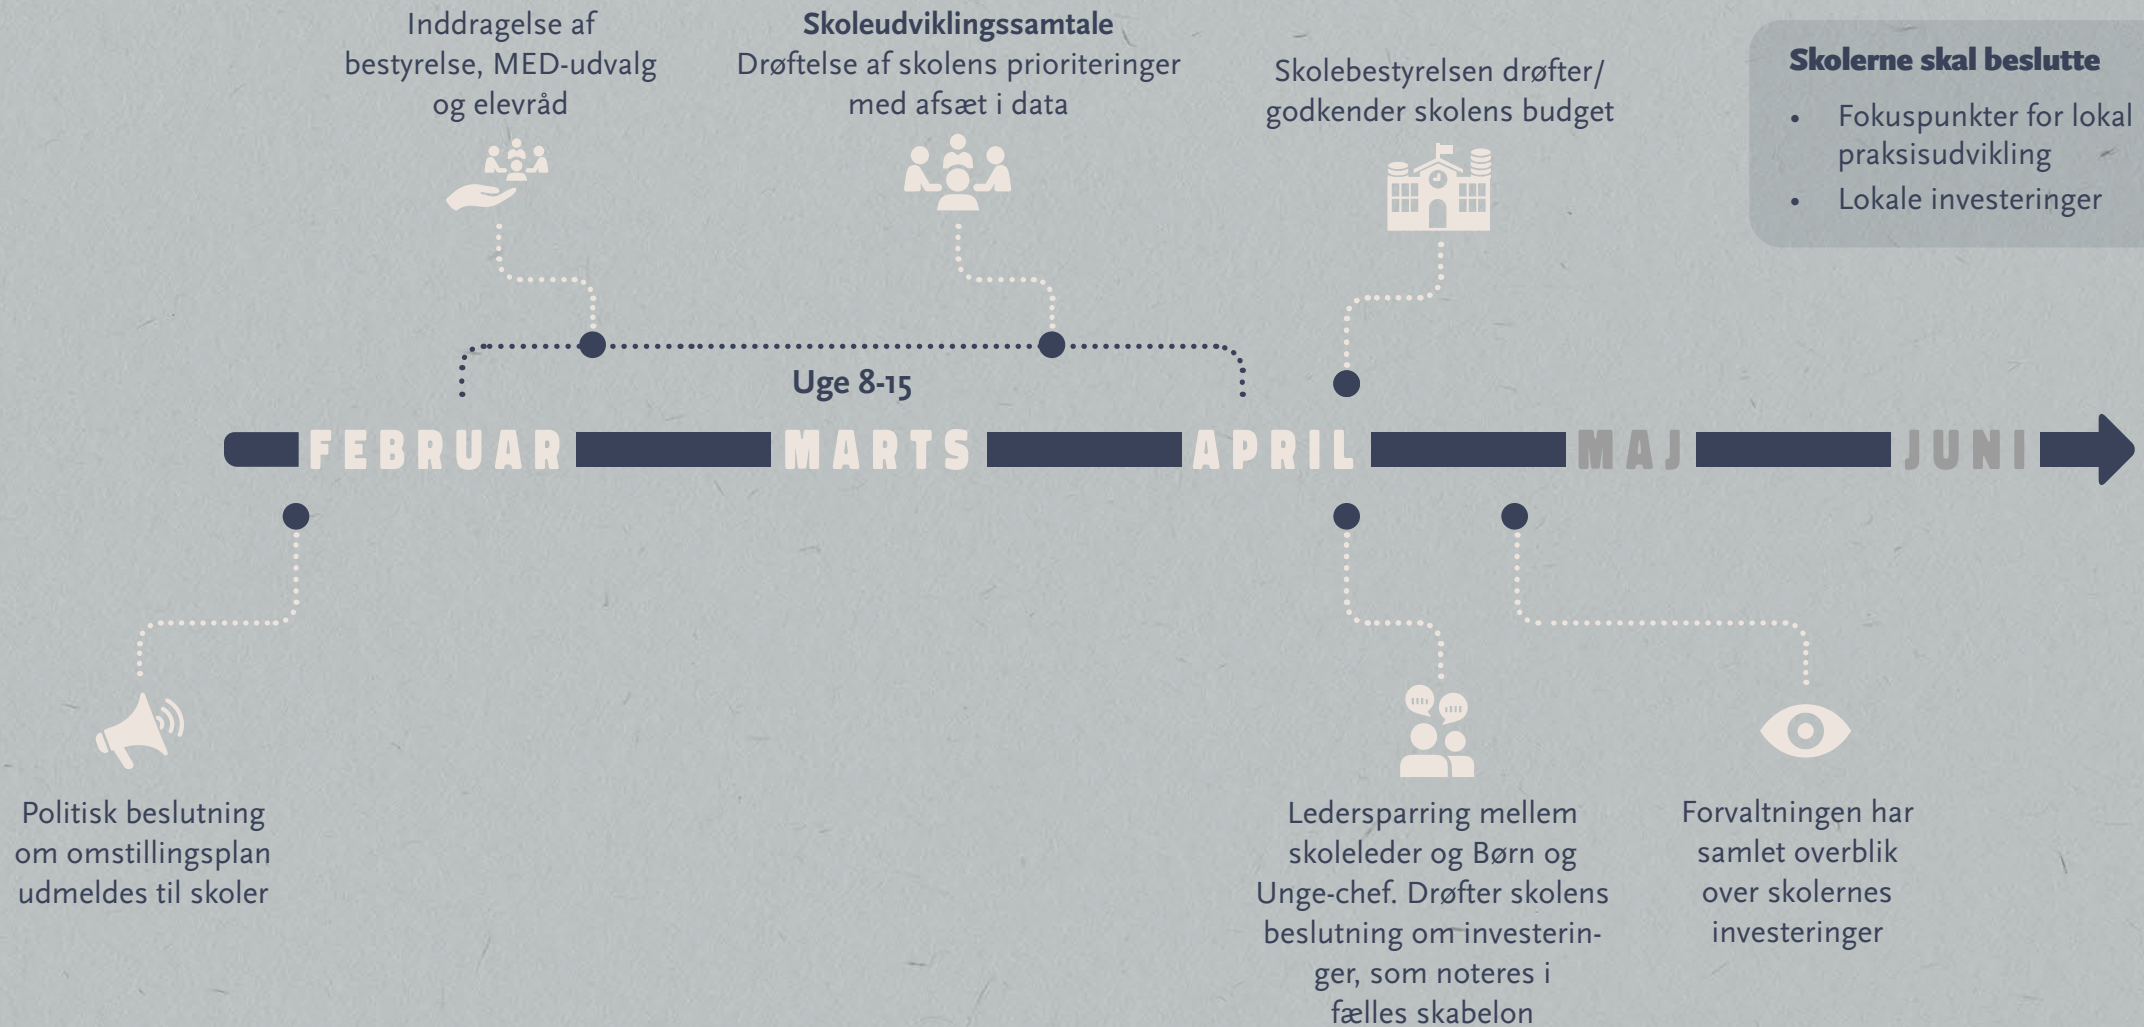 Inddragelse af
bestyrelse, MED-udvalg
og elevråd
Skoleudviklingssamtale
Drøftelse af skolens prioriteringer
med afsæt i data
Skolebestyrelsen drøfter/
godkender skolens budget
Skolerne skal beslutte
• Fokuspunkter for lokal
praksisudvikling
• Lokale investeringer
Uge 8-15
FEBRUAR
MARTS
APRIL
MAJ
JUNI
Politisk beslutning
om omstillingsplan
udmeldes til skoler
Ledersparring mellem
skoleleder og Børn og
Unge-chef. Drøfter skolens
beslutning om investerin-
ger, som noteres i
fælles skabelon
Forvaltningen har
samlet overblik
over skolernes
investeringer